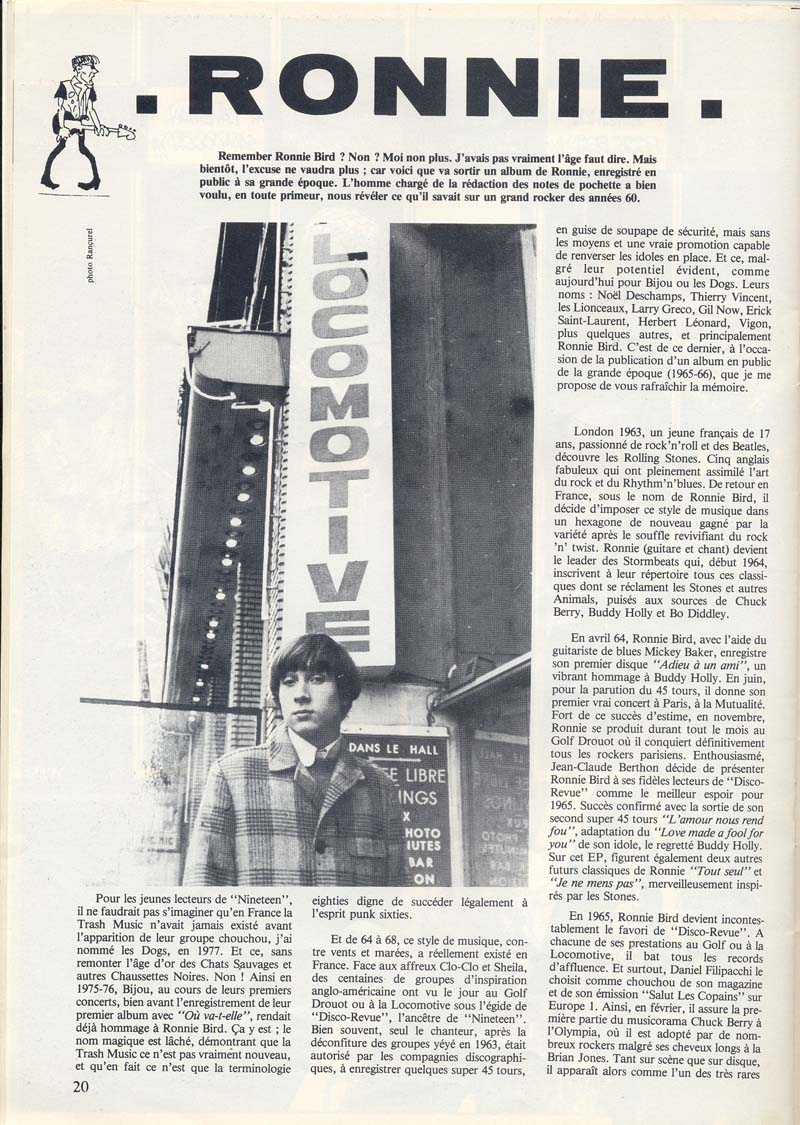 . RONNIE .
Remember Ronnie Bird ? Non ? Moi non plus. J'avais pas vraiment l'âge faut dire. Mais
bientôt, l'excuse ne vaudra plus ; car voici que va sortir un album de Ronnie, enregistré en
public à sa grande époque. L'homme chargé de la rédaction des notes de pochette a bien
voulu, en toute primeur, nous révéler ce qu'il savait sur un grand rocker des années 60.
photo Rançurel
LOCOMOTIVE
DANS LE HALL
E LIBRE
INGS
X
HOTO
IUTES
BAR
ON
Pour les jeunes lecteurs de "Nineteen",
il ne faudrait pas s'imaginer qu'en France la
Trash Music n'avait jamais existé avant
l'apparition de leur groupe chouchou, j'ai
nommé les Dogs, en 1977. Et ce, sans
remonter l'âge d'or des Chats Sauvages et
autres Chaussettes Noires. Non ! Ainsi en
1975-76, Bijou, au cours de leurs premiers
concerts, bien avant l'enregistrement de leur
premier album avec "Où va-t-elle", rendait
déjà hommage à Ronnie Bird. Ça y est ; le
nom magique est lâché, démontrant que la
Trash Music ce n'est pas vraiment nouveau,
et qu'en fait ce n'est que la terminologie
eighties digne de succéder légalement à
l'esprit punk sixties.
Et de 64 à 68, ce style de musique, con-
tre vents et marées, a réellement existé en
France. Face aux affreux Clo-Clo et Sheila,
des centaines de groupes d'inspiration
anglo-américaine ont vu le jour au Golf
Drouot ou à la Locomotive sous l'égide de
"Disco-Revue", l'ancêtre de "Nineteen".
Bien souvent, seul le chanteur, après la
déconfiture des groupes yéyé en 1963, était
autorisé par les compagnies discographi-
ques, à enregistrer quelques super 45 tours,
en guise de soupape de sécurité, mais sans
les moyens et une vraie promotion capable
de renverser les idoles en place. Et ce, mal-
gré leur potentiel évident, comme
aujourd'hui pour Bijou ou les Dogs. Leurs
noms : Noël Deschamps, Thierry Vincent,
les Lionceaux, Larry Greco, Gil Now, Erick
Saint-Laurent, Herbert Léonard, Vigon,
plus quelques autres, et principalement
Ronnie Bird. C'est de ce dernier, à l'occa-
sion de la publication d'un album en public
de la grande époque (1965-66), que je me
propose de vous rafraîchir la mémoire.
London 1963, un jeune français de 17
ans, passionné de rock'n'roll et des Beatles,
découvre les Rolling Stones. Cinq anglais
fabuleux qui ont pleinement assimilé l'art
du rock et du Rhythm'n'blues. De retour en
France, sous le nom de Ronnie Bird, il
décide d'imposer ce style de musique dans
un hexagone de nouveau gagné par la
variété après le souffle revivifiant du rock
'n' twist. Ronnie (guitare et chant) devient
le leader des Stormbeats qui, début 1964,
inscrivent à leur répertoire tous ces classi-
ques dont se réclament les Stones et autres
Animals, puisés aux sources de Chuck
Berry, Buddy Holly et Bo Diddley.
En avril 64, Ronnie Bird, avec l'aide du
guitariste de blues Mickey Baker, enregistre
son premier disque "Adieu à un ami", un
vibrant hommage à Buddy Holly. En juin,
pour la parution du 45 tours, il donne son
premier vrai concert à Paris, à la Mutualité.
Fort de ce succès d'estime, en novembre,
Ronnie se produit durant tout le mois au
Golf Drouot où il conquiert définitivement
tous les rockers parisiens. Enthousiasmé,
Jean-Claude Berthon décide de présenter
Ronnie Bird à ses fidèles lecteurs de "Disco-
Revue" comme le meilleur espoir pour
1965. Succès confirmé avec la sortie de son
second super 45 tours "L'amour nous rend
fou", adaptation du "Love made a fool for
you" de son idole, le regretté Buddy Holly.
Sur cet EP, figurent également deux autres
futurs classiques de Ronnie "Tout seul" et
"Je ne mens pas", merveilleusement inspi-
rés par les Stones.
En 1965, Ronnie Bird devient incontes-
tablement le favori de "Disco-Revue". A
chacune de ses prestations au Golf ou à la
Locomotive, il bat tous les records
d'affluence. Et surtout, Daniel Filipacchi le
choisit comme chouchou de son magazine
et de son émission "Salut Les Copains" sur
Europe 1. Ainsi, en février, il assure la pre-
mière partie du musicorama Chuck Berry à
l'Olympia, où il est adopté par de nom-
breux rockers malgré ses cheveux longs à la
Brian Jones. Tant sur scène que sur disque,
il apparaît alors comme l'un des très rares
20